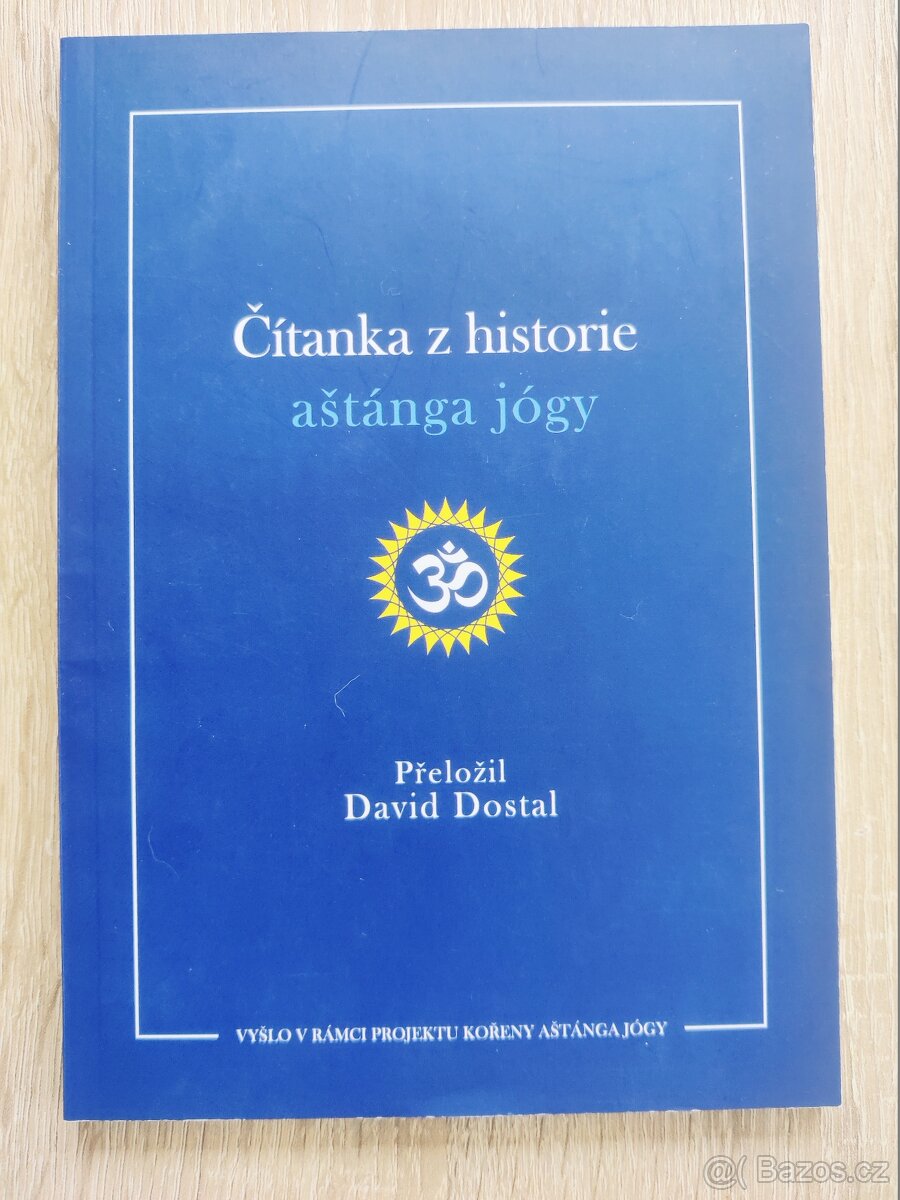 Čítanka z historie
aštánga jógy
ॐ
Přeložil
David Dostal
VYŠLO V RÁMCI PROJEKTU KOŘENY AŠTÁNGA JÓGY
@( Bazos.cz